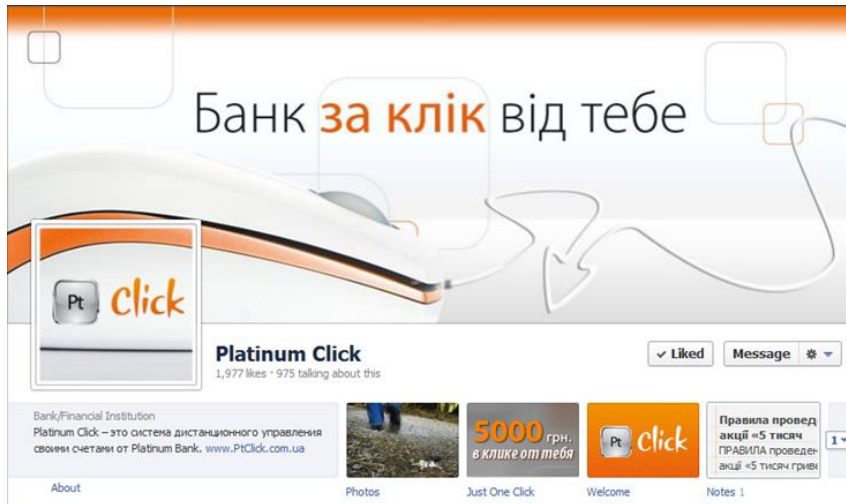 Банк за клік від тебе
Pt Click
Platinum Click
1,977 likes · 975 talking about this
✓ Liked
Message
Bank/Financial Institution
Platinum Click – это система дистанционного управления
своими счетами от Platinum Bank. www.PtClick.com.ua
About
Photos
5000 грн.
в клике от тебя
Just One Click
Pt Click
Welcome
Правила провед
акції «5 тисяч
ПРАВИЛА проведен
акції «5 тисяч гриве
Notes 1
1